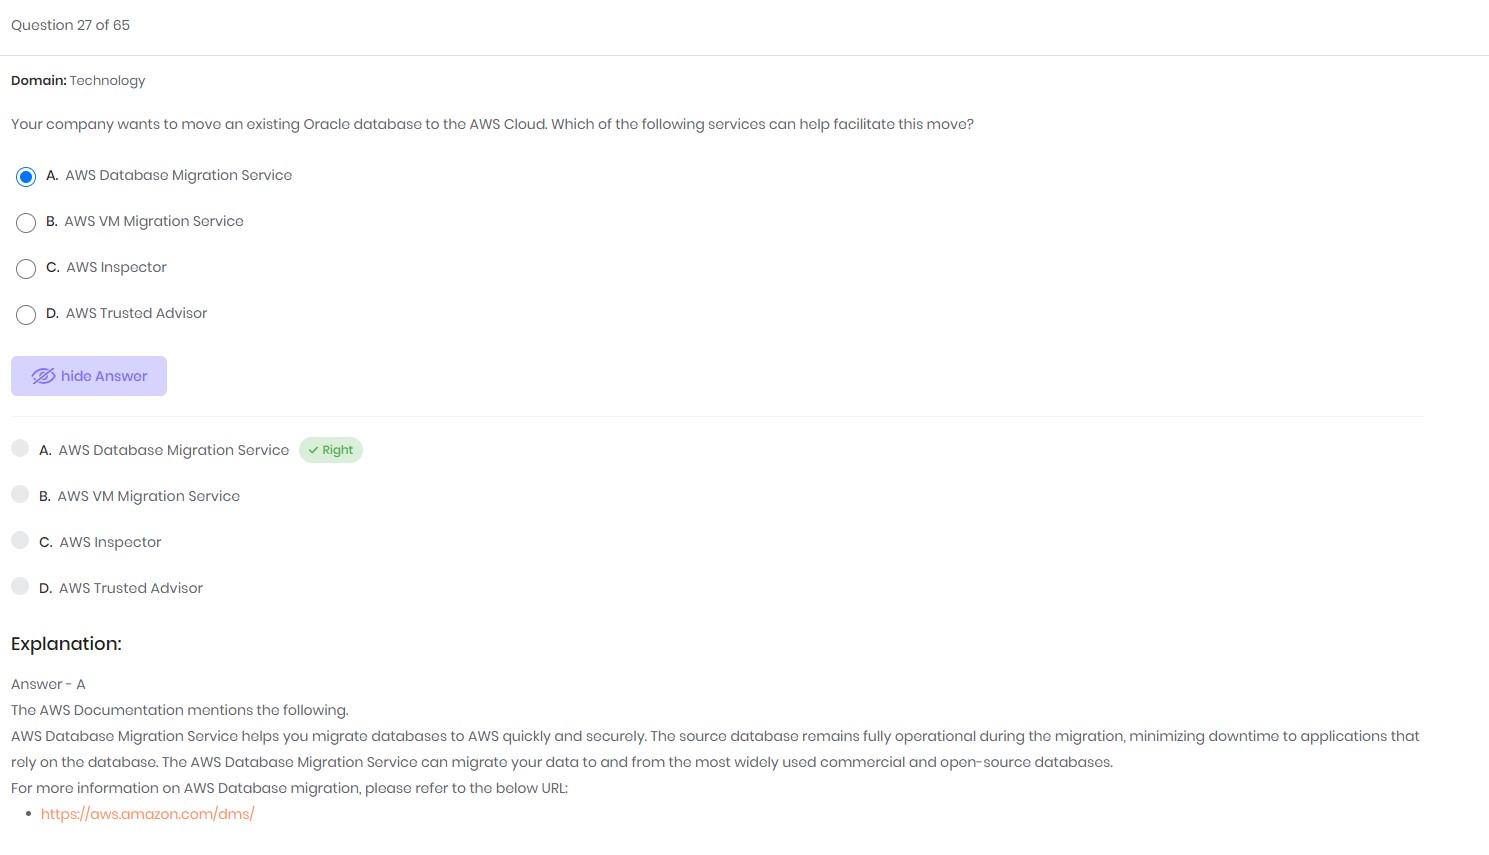 Question 27 of 65
Domain: Technology
Your company wants to move an existing Oracle database to the AWS Cloud. Which of the following services can help facilitate this move?
A. AWS Database Migration Service
B. AWS VM Migration Service
C. AWS Inspector
D. AWS Trusted Advisor
hide Answer
A. AWS Database Migration Service Right
B. AWS VM Migration Service
C. AWS Inspector
D. AWS Trusted Advisor
Explanation:
Answer - A
The AWS Documentation mentions the following.
AWS Database Migration Service helps you migrate databases to AWS quickly and securely. The source database remains fully operational during the migration, minimizing downtime to applications that
rely on the database. The AWS Database Migration Service can migrate your data to and from the most widely used commercial and open-source databases.
For more information on AWS Database migration, please refer to the below URL:
• https://aws.amazon.com/dms/